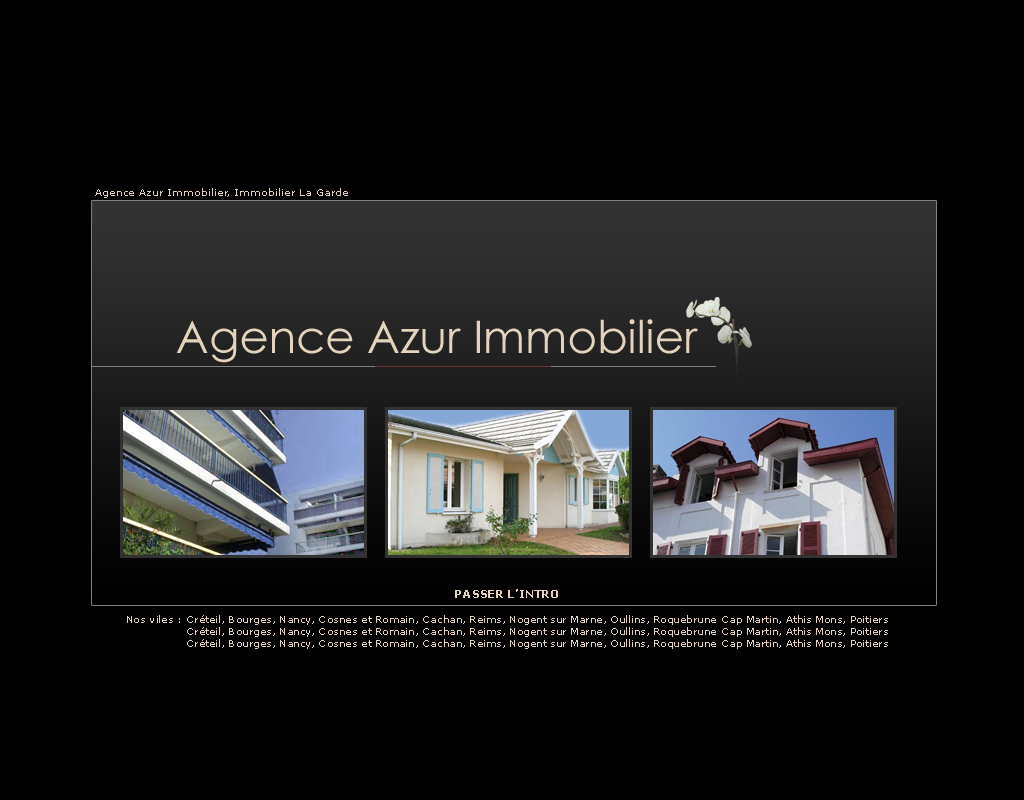 Agence Azur Immobilier, Immobilier La Garde
Agence Azur Immobilier
PASSER L'INTRO
Nos viles : Créteil, Bourges, Nancy, Cosnes et Romain, Cachan, Reims, Nogent sur Marne, Oullins, Roquebrune Cap Martin, Athis Mons, Poitiers
Créteil, Bourges, Nancy, Cosnes et Romain, Cachan, Reims, Nogent sur Marne, Oullins, Roquebrune Cap Martin, Athis Mons, Poitiers
Créteil, Bourges, Nancy, Cosnes et Romain, Cachan, Reims, Nogent sur Marne, Oullins, Roquebrune Cap Martin, Athis Mons, Poitiers